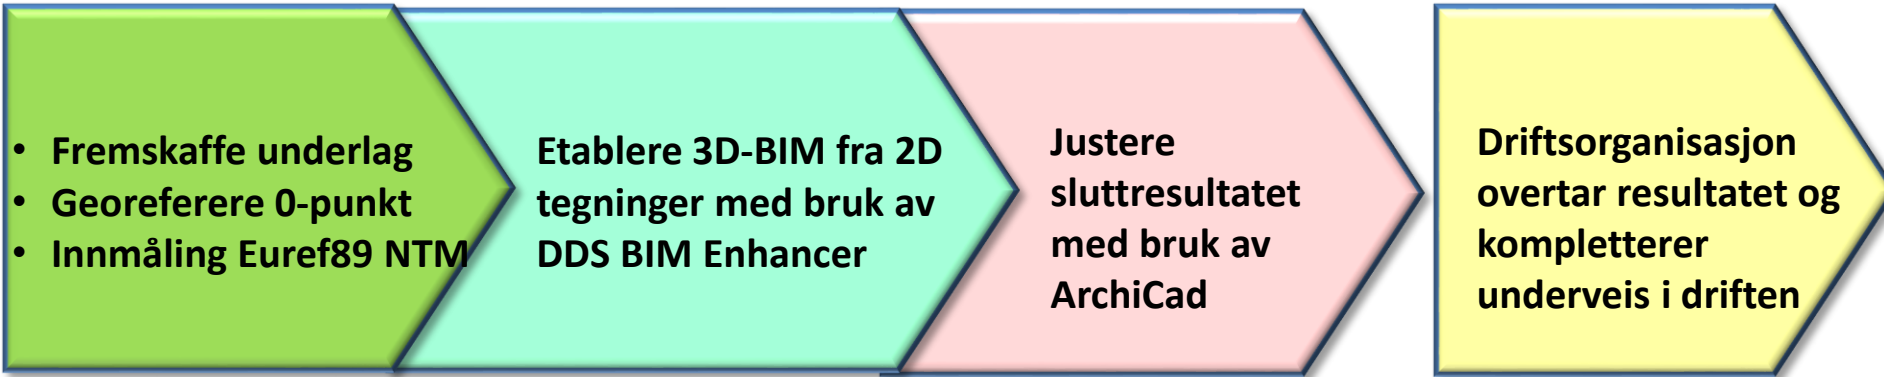 • Fremskaffe underlag
• Georeferere 0-punkt
• Innmåling Euref89 NTM
Etablere 3D-BIM fra 2D
tegninger med bruk av
DDS BIM Enhancer
Justere
sluttresultatet
med bruk av
ArchiCad
Driftsorganisasjon
overtar resultatet og
kompletterer
underveis i driften